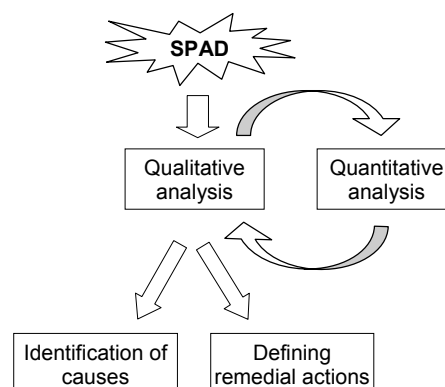 SPAD
Qualitative
analysis
Quantitative
analysis
Identification of
causes
Defining
remedial actions